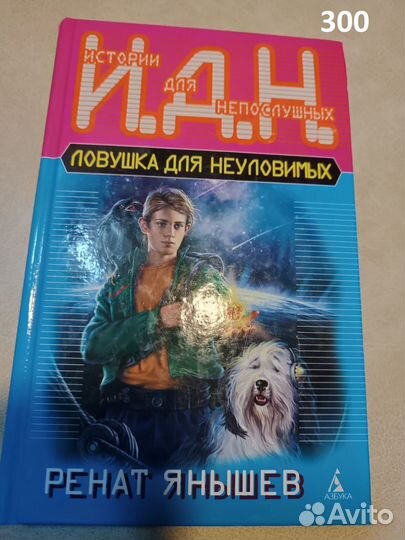 300
ИСТОРИИ
ДЛЯ
НЕПОСЛУШНЫХ
И.Д.Н.
ЛОВУШКА ДЛЯ НЕУЛОВИМЫХ
РЕНАТ ЯНЫШЕВ
АЗБУКА
Avito